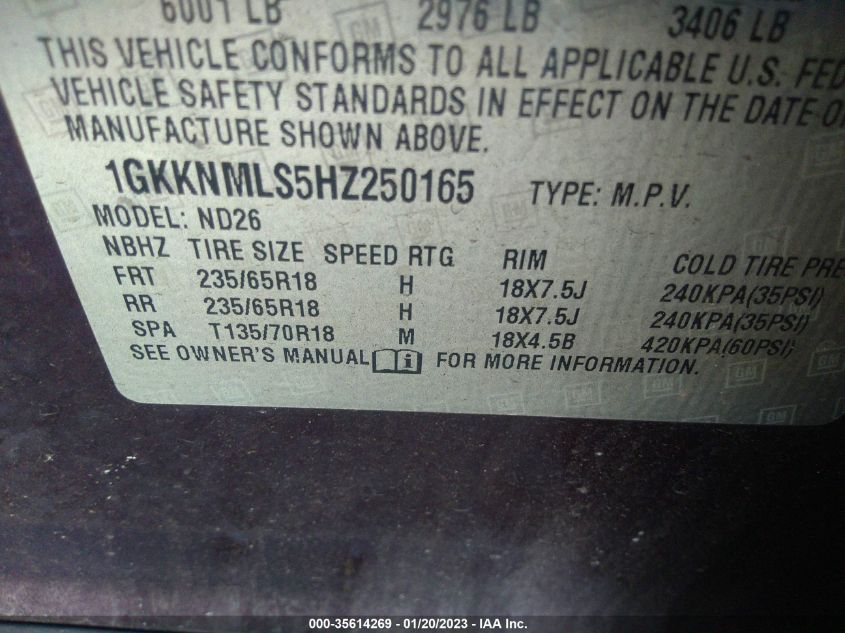 6001 LB 2976 LB 3406 LB
THIS VEHICLE CONFORMS TO ALL APPLICABLE U.S. FED
VEHICLE SAFETY STANDARDS IN EFFECT ON THE DATE O
MANUFACTURE SHOWN ABOVE.
1GKKNMLS5HZ250165 TYPE: M.P.V.
MODEL: ND26
NBHZ TIRE SIZE SPEED RTG RIM COLD TIRE PRE
FRT 235/65R18 H 18X7.5J 240KPA(35PSI)
RR 235/65R18 H 18X7.5J 240KPA(35PSI)
SPA T135/70R18 M 18X4.5B 420KPA(60PSI)
SEE OWNER'S MANUAL i FOR MORE INFORMATION.
GM
000-35614269 - 01/20/2023 - IAA Inc.